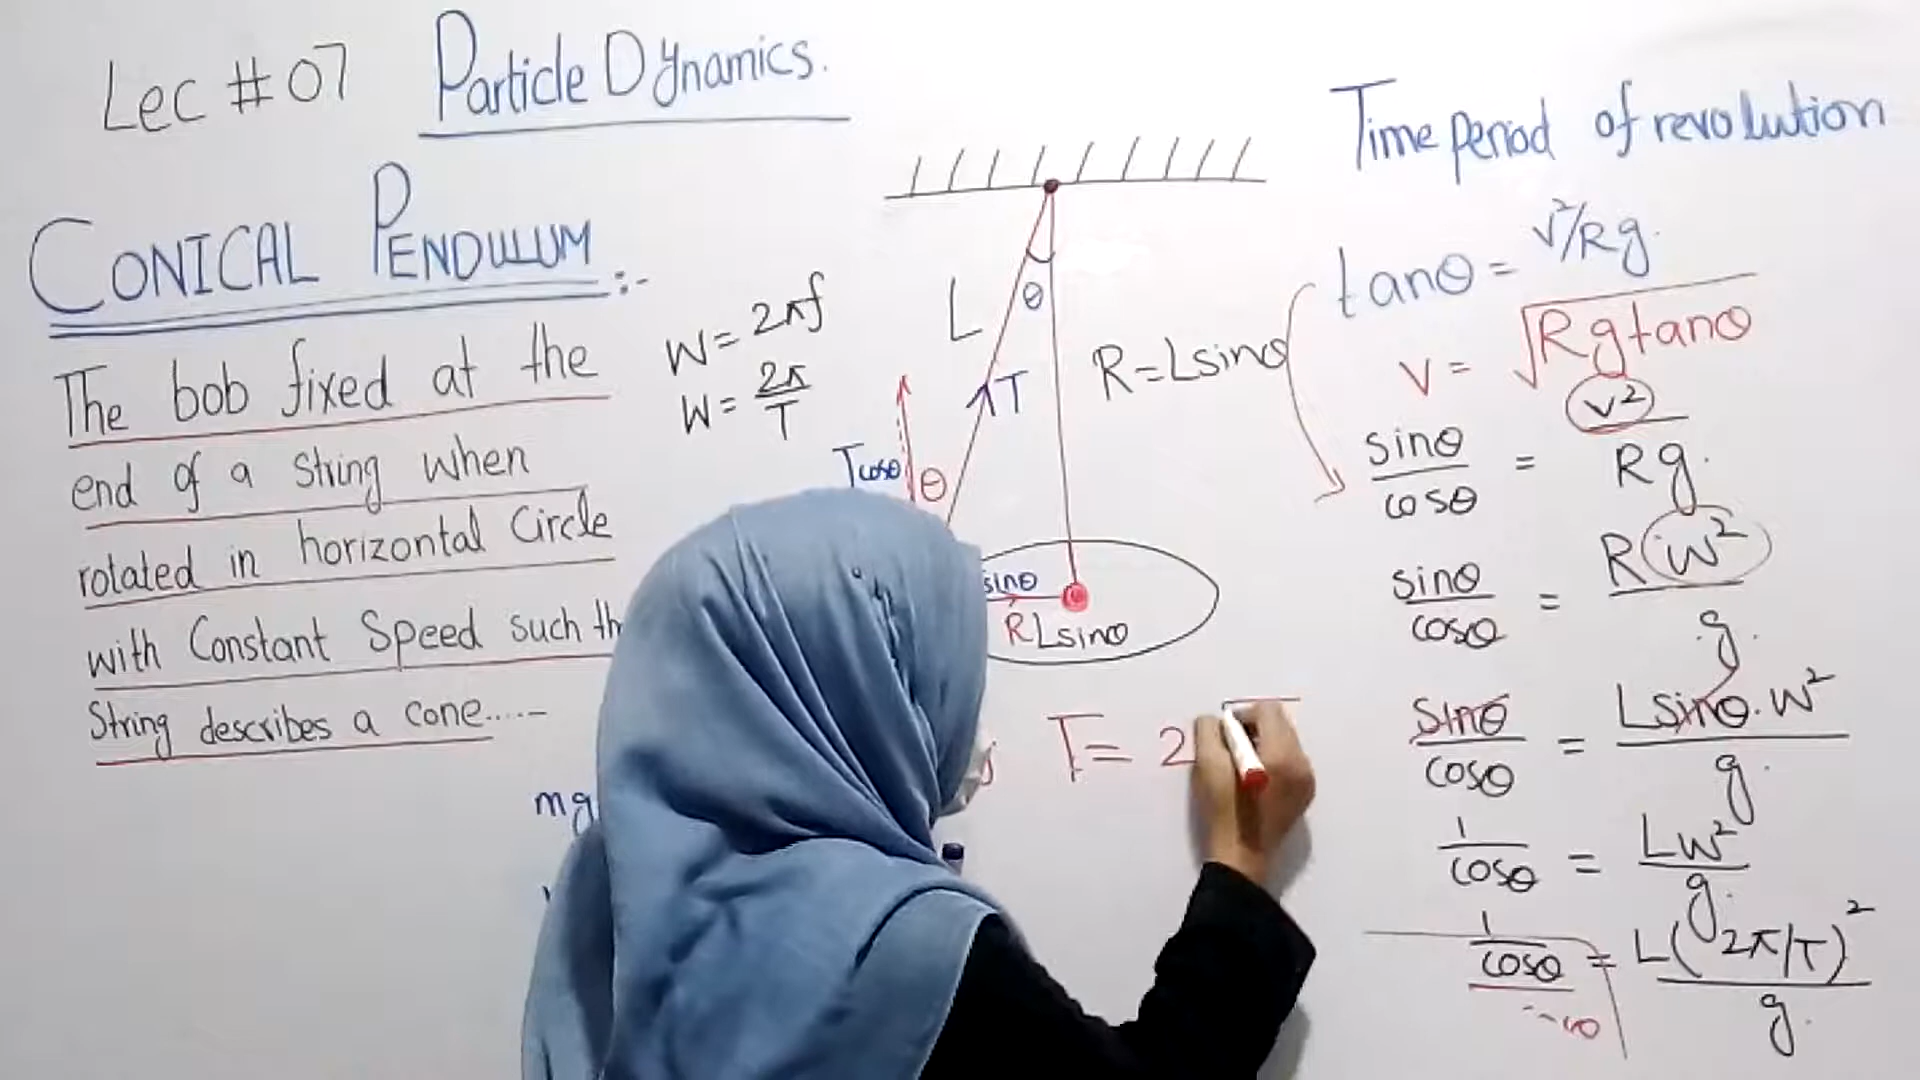 Lec # 07 Particle Dynamics.
CONICAL PENDULUM :-
The bob fixed at the
end of a string when
rotated in horizontal Circle
with Constant Speed such th
String describes a cone.....
W = 2πf
W = 2π/T
L
θ
T
R = Lsinθ
Tcosθ
θ
sinθ
R Lsinθ
mg
T = 2
Time period of revolution
tanθ = v²/Rg.
v = √Rgtanθ
sinθ/cosθ = v²/Rg.
sinθ/cosθ = RW²/g.
sinθ/cosθ = Lsinθ.W²/g.
1/cosθ = LW²/g.
1/cosθ = L(2π/T)²/g.